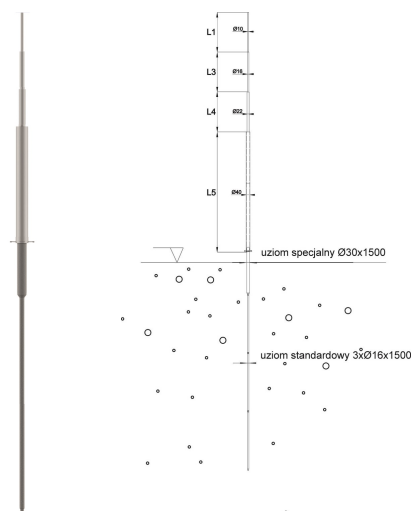 L1
Ø10
L3
Ø16
L4
Ø22
L5
Ø40
uziom specjalny Ø30x1500
uziom standardowy 3xØ16x1500